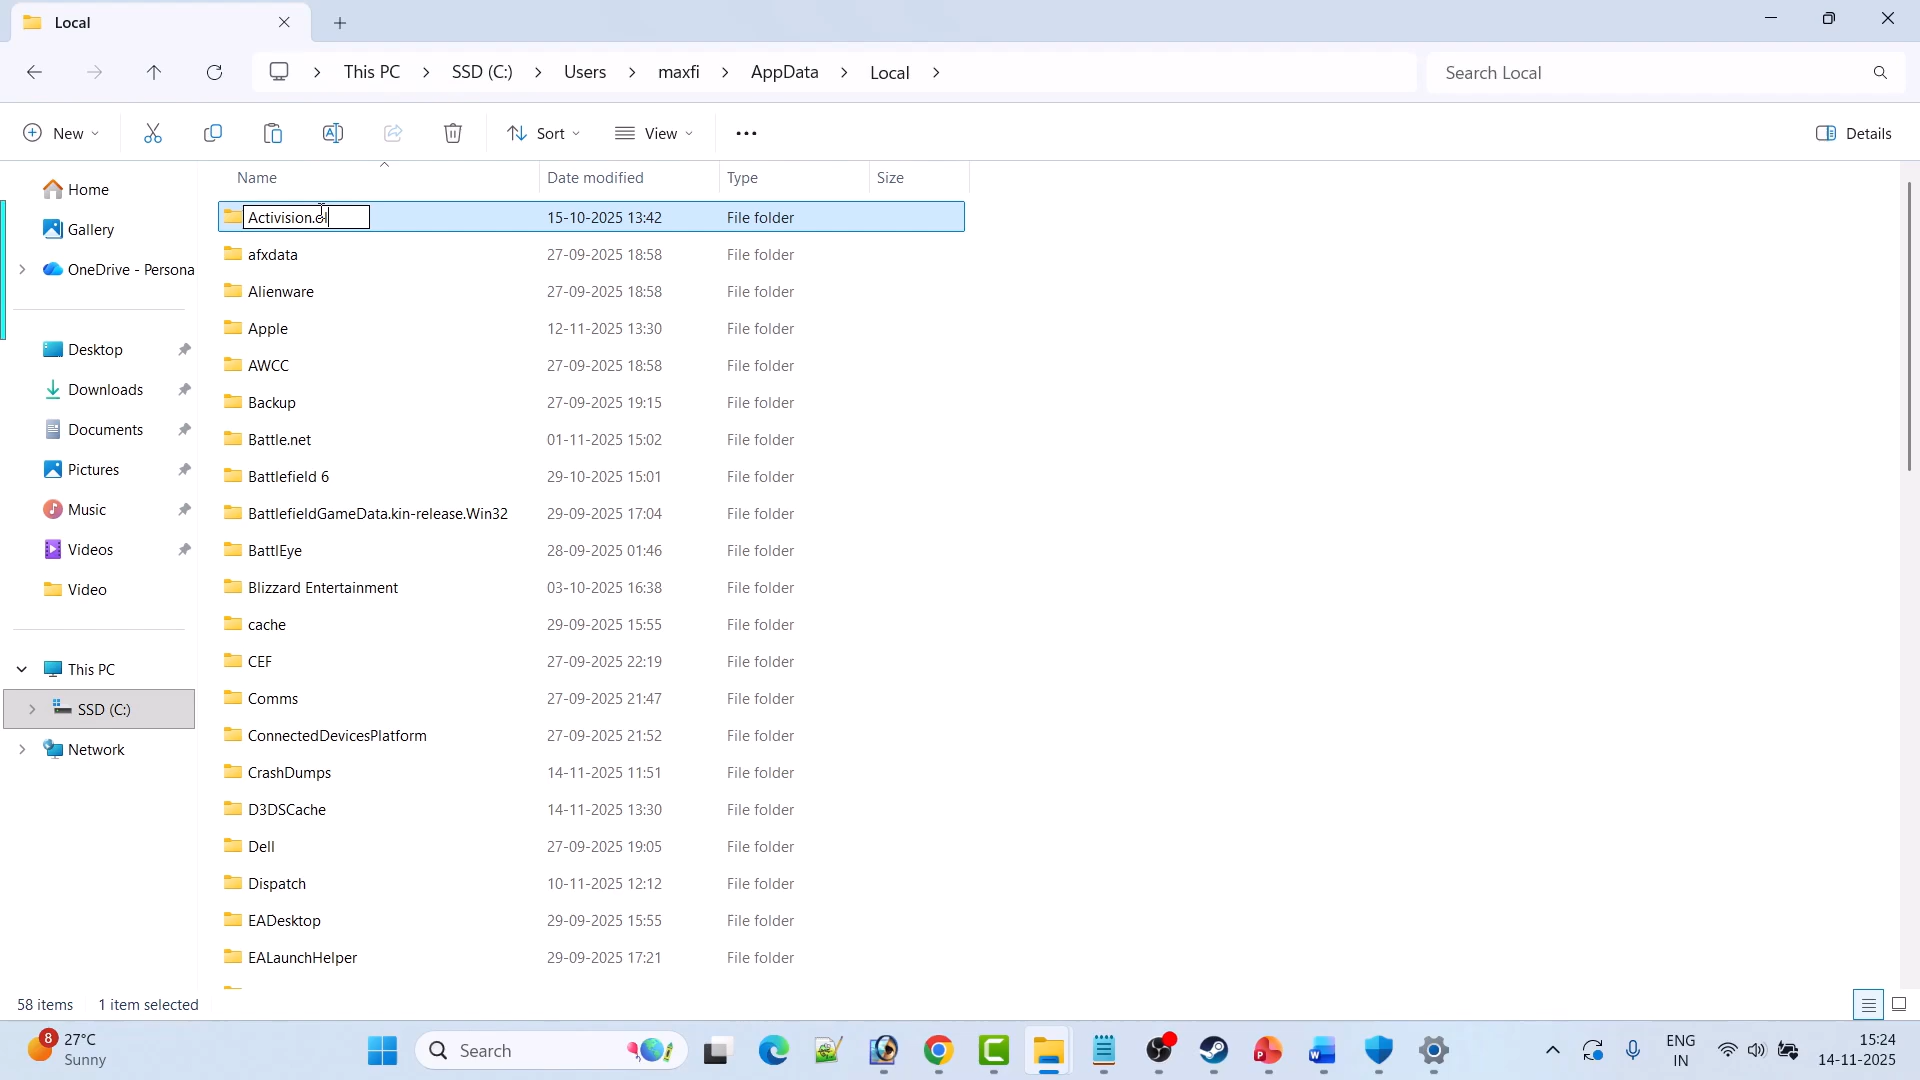 Local
This PC
SSD (C:)
Users
maxfi
AppData
Local
Search Local
New
Sort
View
Details
Name
Date modified
Type
Size
Activision.ol
15-10-2025 13:42
File folder
afxdata
27-09-2025 18:58
File folder
Alienware
27-09-2025 18:58
File folder
Apple
12-11-2025 13:30
File folder
AWCC
27-09-2025 18:58
File folder
Backup
27-09-2025 19:15
File folder
Battle.net
01-11-2025 15:02
File folder
Battlefield 6
29-10-2025 15:01
File folder
BattlefieldGameData.kin-release.Win32
29-09-2025 17:04
File folder
BattlEye
28-09-2025 01:46
File folder
Blizzard Entertainment
03-10-2025 16:38
File folder
cache
29-09-2025 15:55
File folder
CEF
27-09-2025 22:19
File folder
Comms
27-09-2025 21:47
File folder
ConnectedDevicesPlatform
27-09-2025 21:52
File folder
CrashDumps
14-11-2025 11:51
File folder
D3DSCache
14-11-2025 13:30
File folder
Dell
27-09-2025 19:05
File folder
Dispatch
10-11-2025 12:12
File folder
EADesktop
29-09-2025 15:55
File folder
EALaunchHelper
29-09-2025 17:21
File folder
Home
Gallery
OneDrive - Persona
Desktop
Downloads
Documents
Pictures
Music
Videos
Video
This PC
SSD (C:)
Network
58 items
1 item selected
8
27°C
Sunny
Search
ENG
IN
15:24
14-11-2025